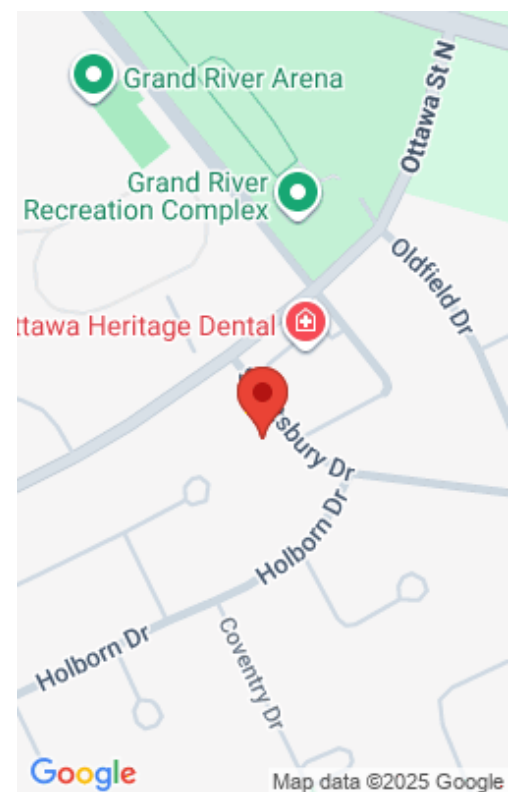 Grand River Arena
Ottawa St N
Grand River
Recreation Complex
Oldfield Dr
ttawa Heritage Dental
sbury Dr
Holborn Dr
Holborn Dr
Coventry Dr
Google
Map data ©2025 Google